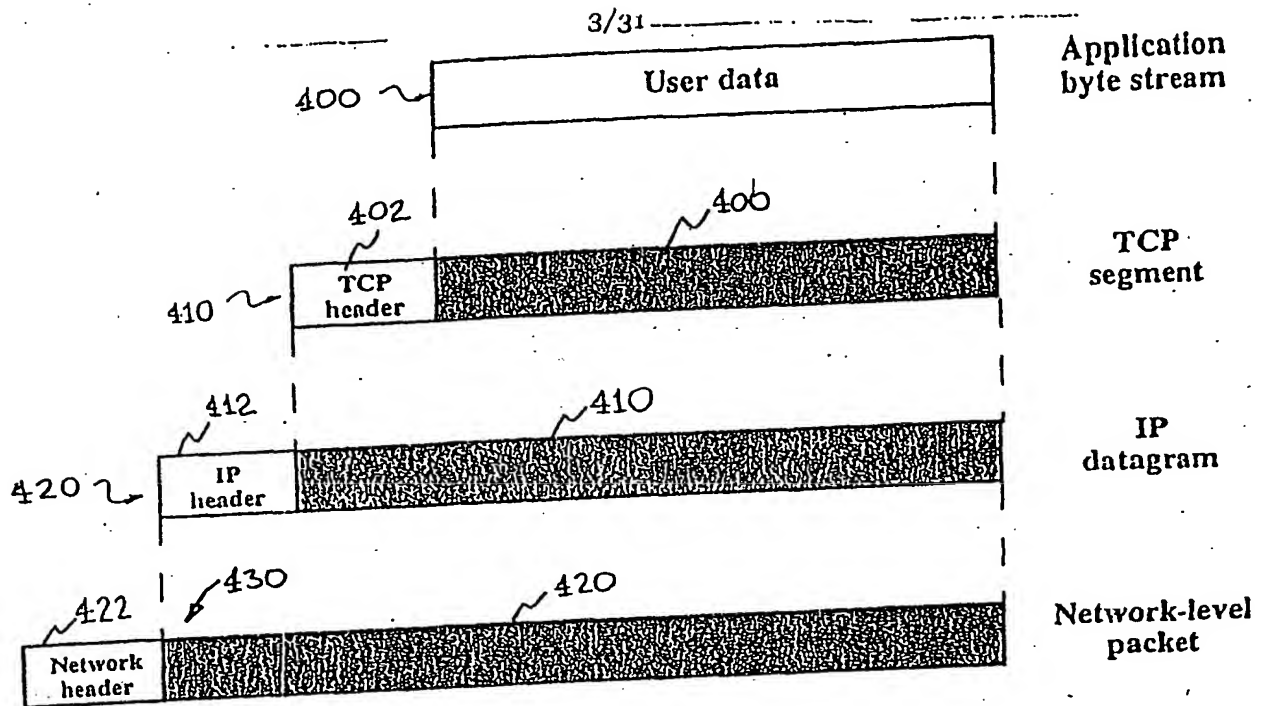 3/31
Application
byte stream
User data
400
402
406
TCP
segment
TCP
header
410
412
410
IP
datagram
IP
header
420
422
430
420
Network-level
packet
Network
header